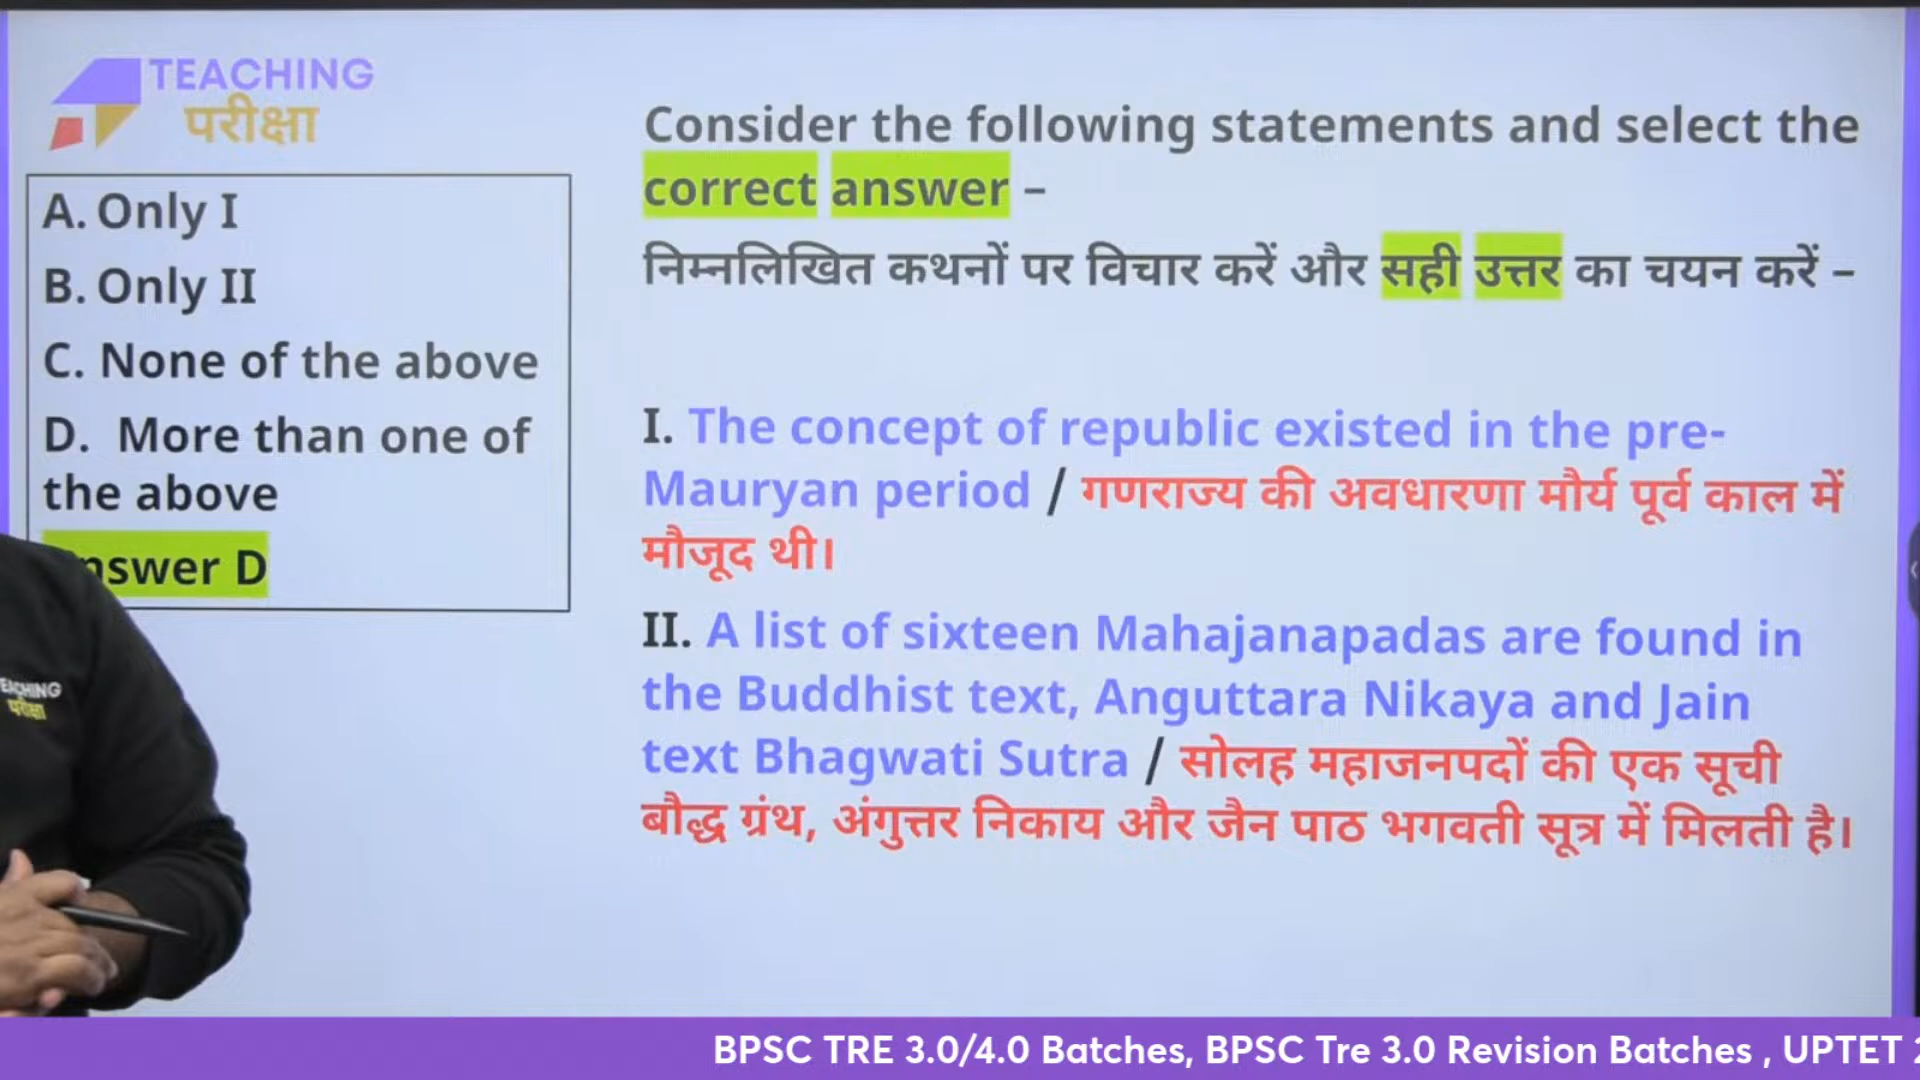 TEACHING
परीक्षा
A. Only I
B. Only II
C. None of the above
D. More than one of
the above
nswer D
Consider the following statements and select the
correct answer –
निम्नलिखित कथनों पर विचार करें और सही उत्तर का चयन करें –
I. The concept of republic existed in the pre-
Mauryan period / गणराज्य की अवधारणा मौर्य पूर्व काल में
मौजूद थी।
II. A list of sixteen Mahajanapadas are found in
the Buddhist text, Anguttara Nikaya and Jain
text Bhagwati Sutra / सोलह महाजनपदों की एक सूची
बौद्ध ग्रंथ, अंगुत्तर निकाय और जैन पाठ भगवती सूत्र में मिलती है।
EACHING
परीक्षा
BPSC TRE 3.0/4.0 Batches, BPSC Tre 3.0 Revision Batches , UPTET 2